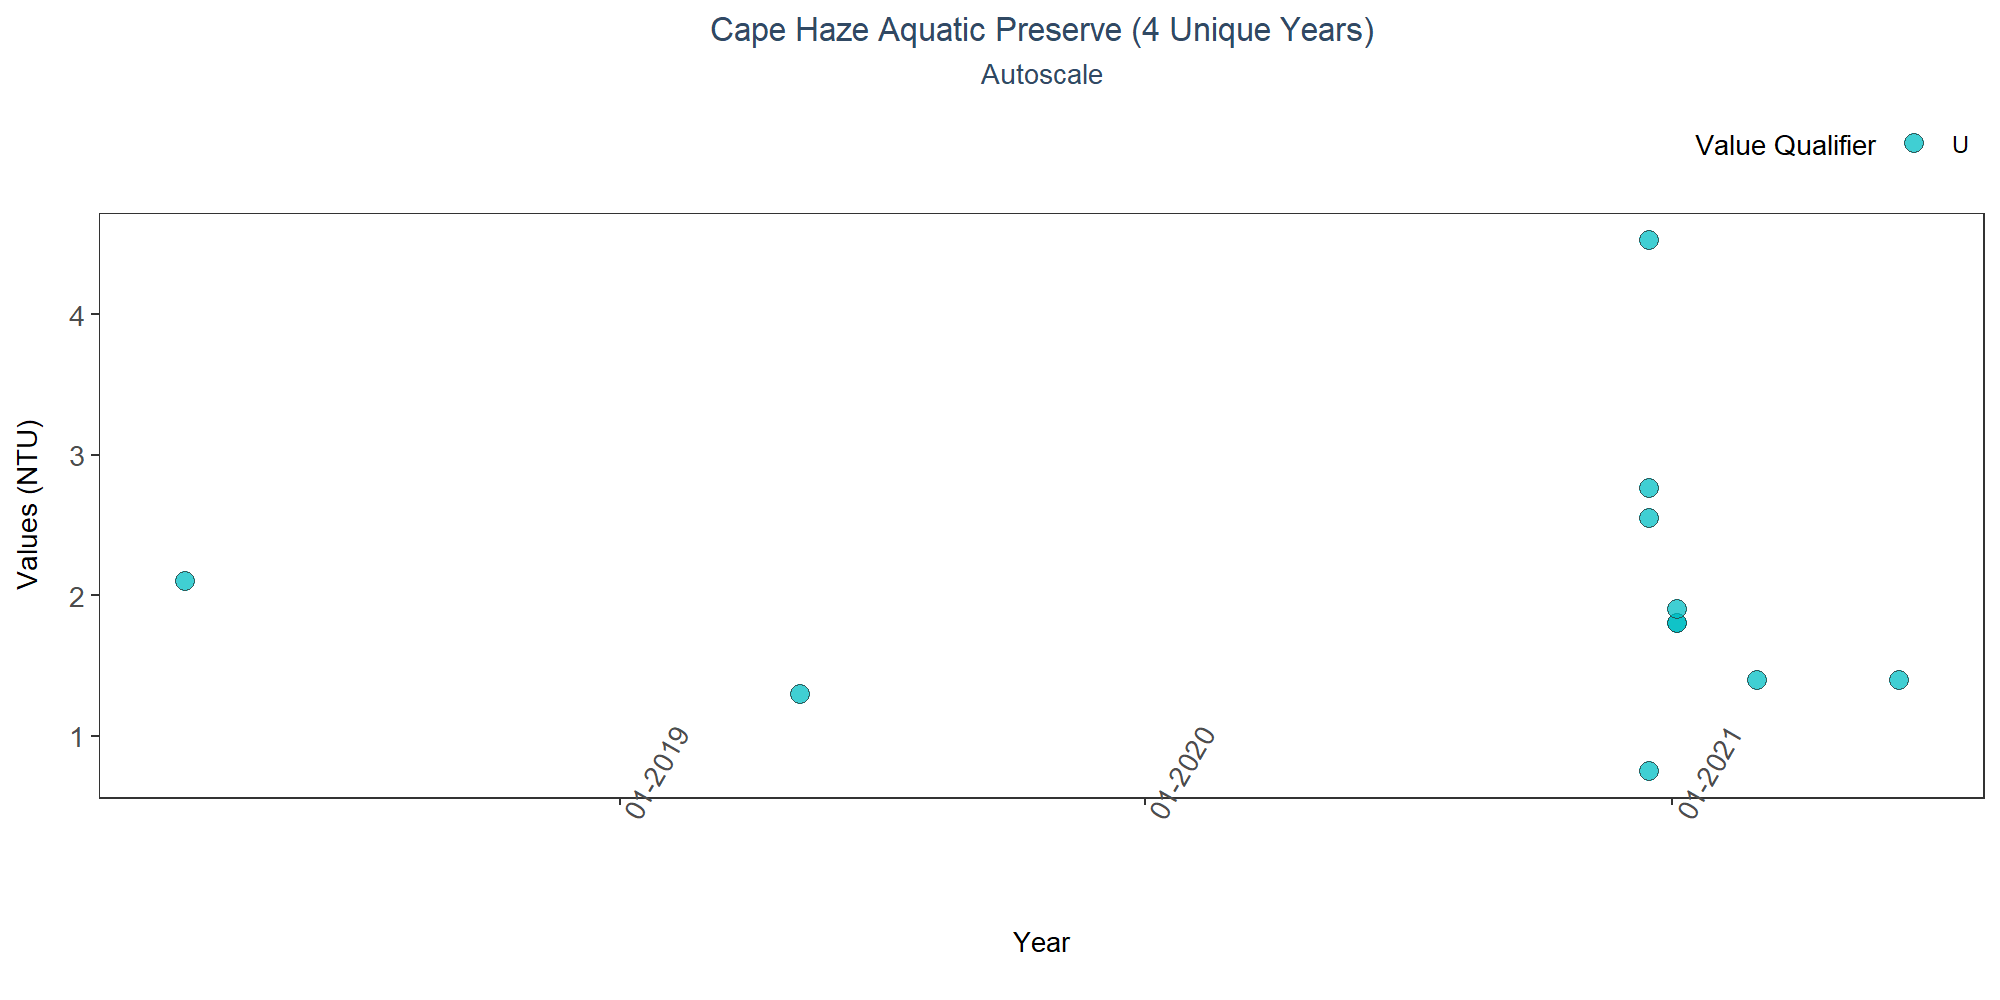 Cape Haze Aquatic Preserve (4 Unique Years)
Autoscale
Value Qualifier U
Values (NTU)
4
3
2
1
01-2019
01-2020
01-2021
Year